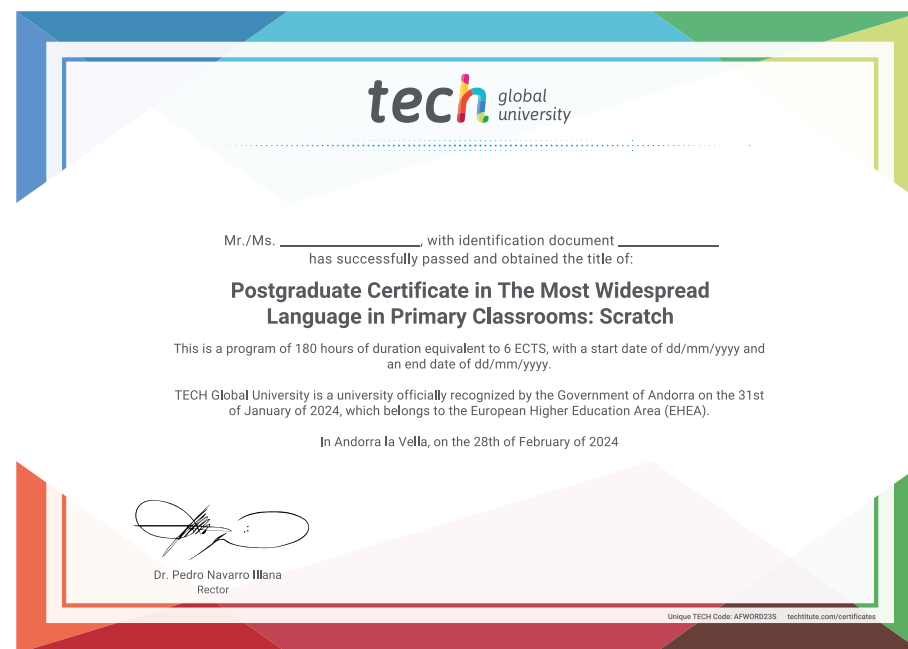 tech global university
Mr./Ms. ____________, with identification document ____________
has successfully passed and obtained the title of:
Postgraduate Certificate in The Most Widespread
Language in Primary Classrooms: Scratch
This is a program of 180 hours of duration equivalent to 6 ECTS, with a start date of dd/mm/yyyy and
an end date of dd/mm/yyyy.
TECH Global University is a university officially recognized by the Government of Andorra on the 31st
of January of 2024, which belongs to the European Higher Education Area (EHEA).
In Andorra la Vella, on the 28th of February of 2024
Dr. Pedro Navarro Illana
Rector
Unique TECH Code: AFWORD23S techtitute.com/certificates